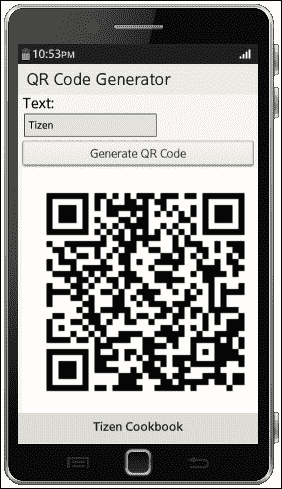 10:53PM
QR Code Generator
Text:
Tizen
Generate QR Code
Tizen Cookbook